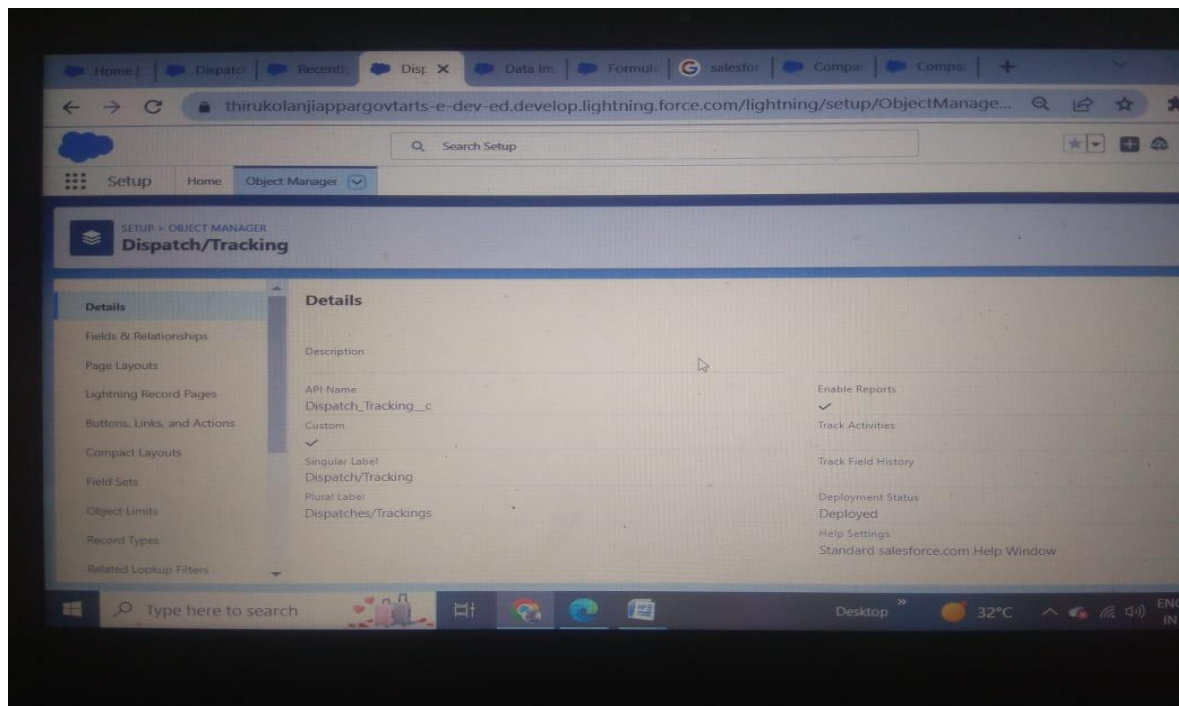 Home |
Dispatc
Recently
Disp
Data Im
Formula
salesfor
Compa
Compa
thirukolanjiappargovtarts-e-dev-ed.develop.lightning.force.com/lightning/setup/ObjectManage...
Search Setup
Setup
Home
Object Manager
SETUP > OBJECT MANAGER
Dispatch/Tracking
Details
Fields & Relationships
Page Layouts
Lightning Record Pages
Buttons, Links, and Actions
Compact Layouts
Field Sets
Object Limits
Record Types
Related Lookup Filters
Details
Description
API Name
Dispatch_Tracking__c
Custom
Singular Label
Dispatch/Tracking
Plural Label
Dispatches/Trackings
Enable Reports
Track Activities
Track Field History
Deployment Status
Deployed
Help Settings
Standard salesforce.com Help Window
Type here to search
Desktop
32°C
ENG
IN